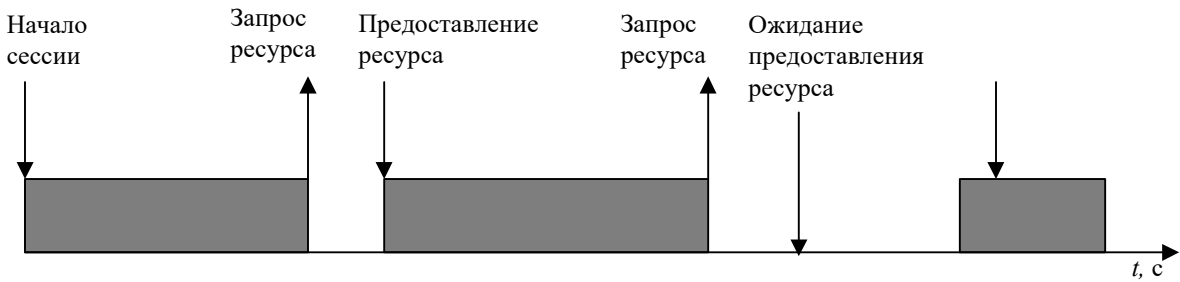 Начало
сессии
Запрос
ресурса
Предоставление
ресурса
Запрос
ресурса
Ожидание
предоставления
ресурса
t, с